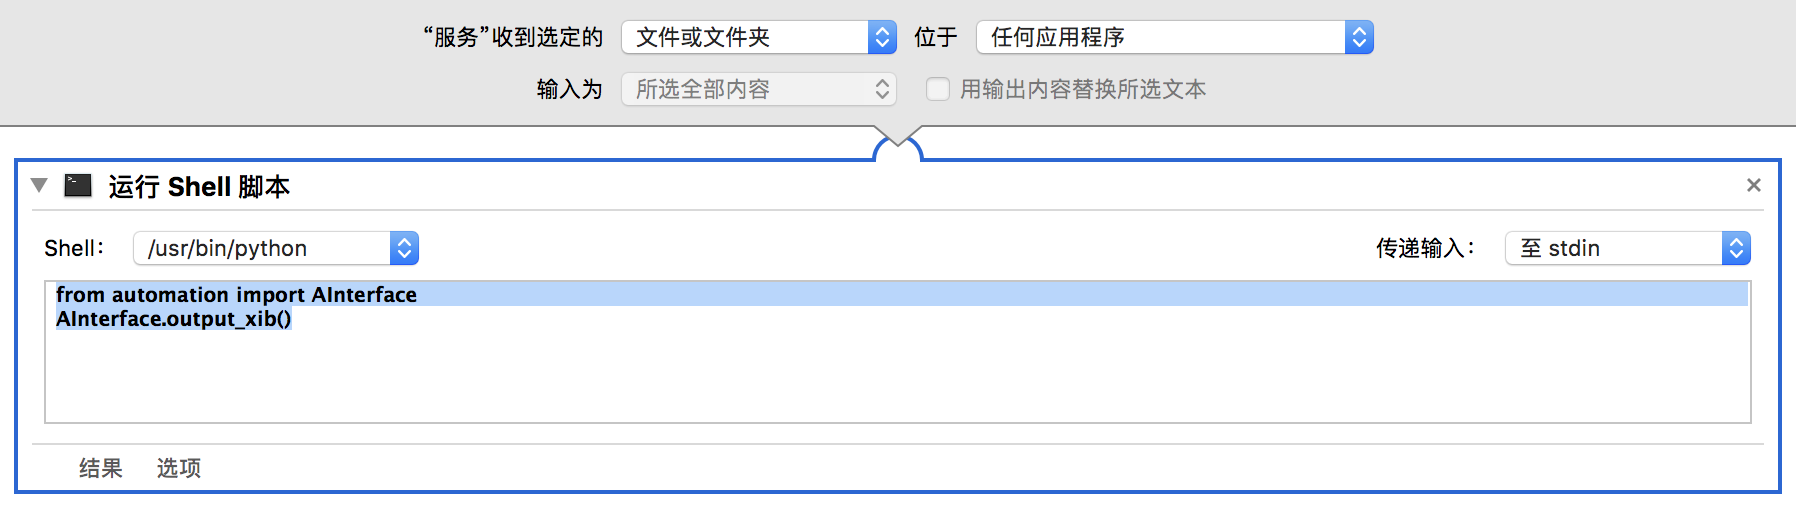 “服务”收到选定的 文件或文件夹 位于 任何应用程序
输入为 所选全部内容 用输出内容替换所选文本
运行 Shell 脚本
Shell: /usr/bin/python 传递输入: 至 stdin
from automation import AInterface
AInterface.output_xib()
结果 选项